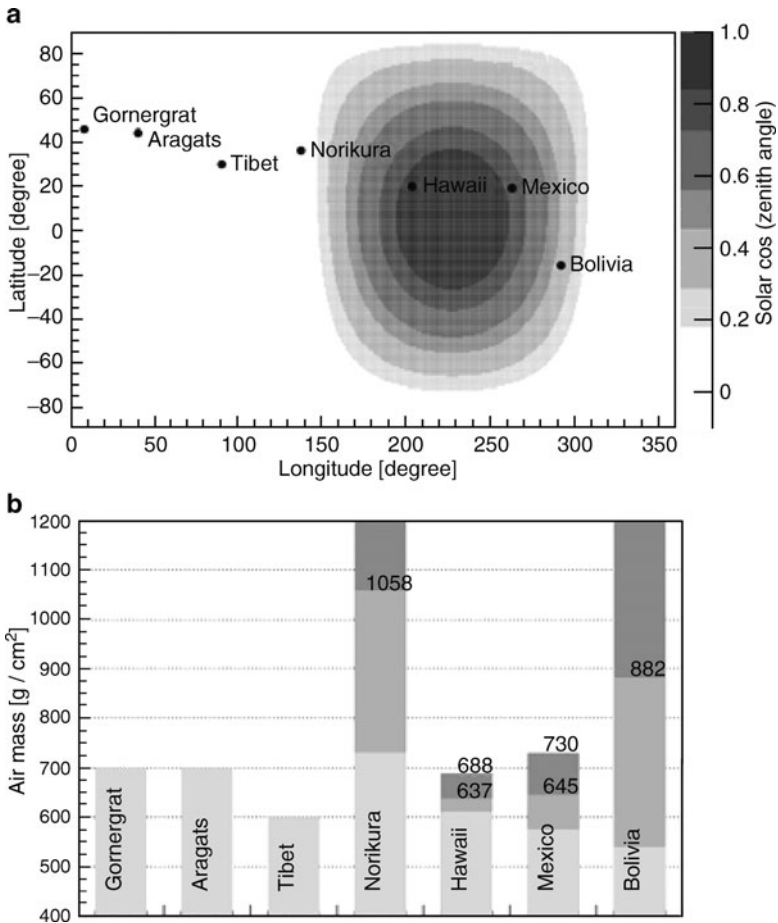 a
80
60
40
20
0
−20
−40
−60
−80
Latitude [degree]
Gornergrat
Aragats
Tibet
Norikura
Hawaii
Mexico
Bolivia
0 50 100 150 200 250 300 350
Longitude [degree]
1.0
0.8
0.6
0.4
0.2
0
Solar cos (zenith angle)
b
1200
1100
1000
900
800
700
600
500
400
Air mass [g / cm²]
1058
882
688
637
730
645
Gornergrat
Aragats
Tibet
Norikura
Hawaii
Mexico
Bolivia